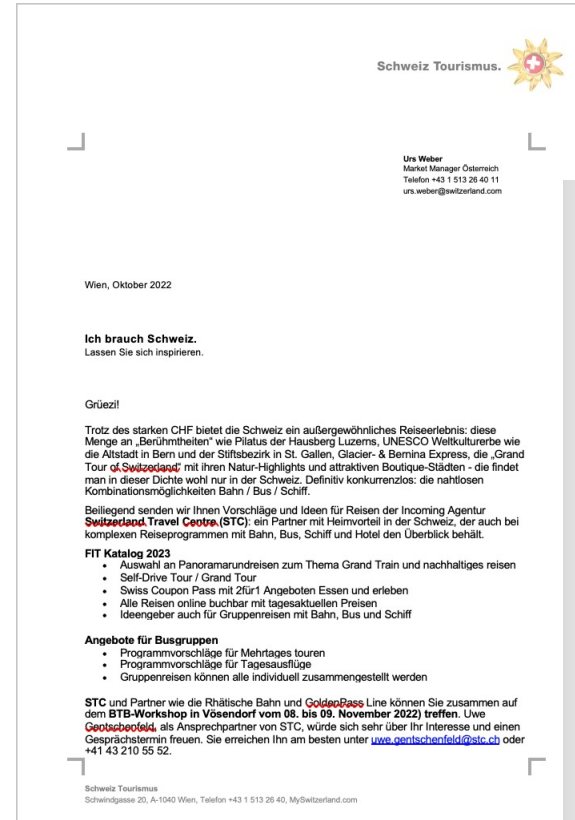 Schweiz Tourismus.
Urs Weber
Market Manager Österreich
Telefon +43 1 513 26 40 11
urs.weber@switzerland.com
Wien, Oktober 2022
Ich brauch Schweiz.
Lassen Sie sich inspirieren.
Grüezi!
Trotz des starken CHF bietet die Schweiz ein außergewöhnliches Reiseerlebnis: diese
Menge an „Berühmtheiten“ wie Pilatus der Hausberg Luzerns, UNESCO Weltkulturerbe wie
die Altstadt in Bern und der Stiftsbezirk in St. Gallen, Glacier- & Bernina Express, die „Grand
Tour of Switzerland“ mit ihren Natur-Highlights und attraktiven Boutique-Städten - die findet
man in dieser Dichte wohl nur in der Schweiz. Definitiv konkurrenzlos: die nahtlosen
Kombinationsmöglichkeiten Bahn / Bus / Schiff.
Beiliegend senden wir Ihnen Vorschläge und Ideen für Reisen der Incoming Agentur
Switzerland Travel Centre (STC): ein Partner mit Heimvorteil in der Schweiz, der auch bei
komplexen Reiseprogrammen mit Bahn, Bus, Schiff und Hotel den Überblick behält.
FIT Katalog 2023
• Auswahl an Panoramarundreisen zum Thema Grand Train und nachhaltiges reisen
• Self-Drive Tour / Grand Tour
• Swiss Coupon Pass mit 2für1 Angeboten Essen und erleben
• Alle Reisen online buchbar mit tagesaktuellen Preisen
• Ideengeber auch für Gruppenreisen mit Bahn, Bus und Schiff
Angebote für Busgruppen
• Programmvorschläge für Mehrtages touren
• Programmvorschläge für Tagesausflüge
• Gruppenreisen können alle individuell zusammengestellt werden
STC und Partner wie die Rhätische Bahn und GoldenPass Line können Sie zusammen auf
dem BTB-Workshop in Vösendorf vom 08. bis 09. November 2022) treffen. Uwe
Gentschenfeld, als Ansprechpartner von STC, würde sich sehr über Ihr Interesse und einen
Gesprächstermin freuen. Sie erreichen Ihn am besten unter uwe.gentschenfeld@stc.ch oder
+41 43 210 55 52.
Schweiz Tourismus
Schwindgasse 20, A-1040 Wien, Telefon +43 1 513 26 40, MySwitzerland.com